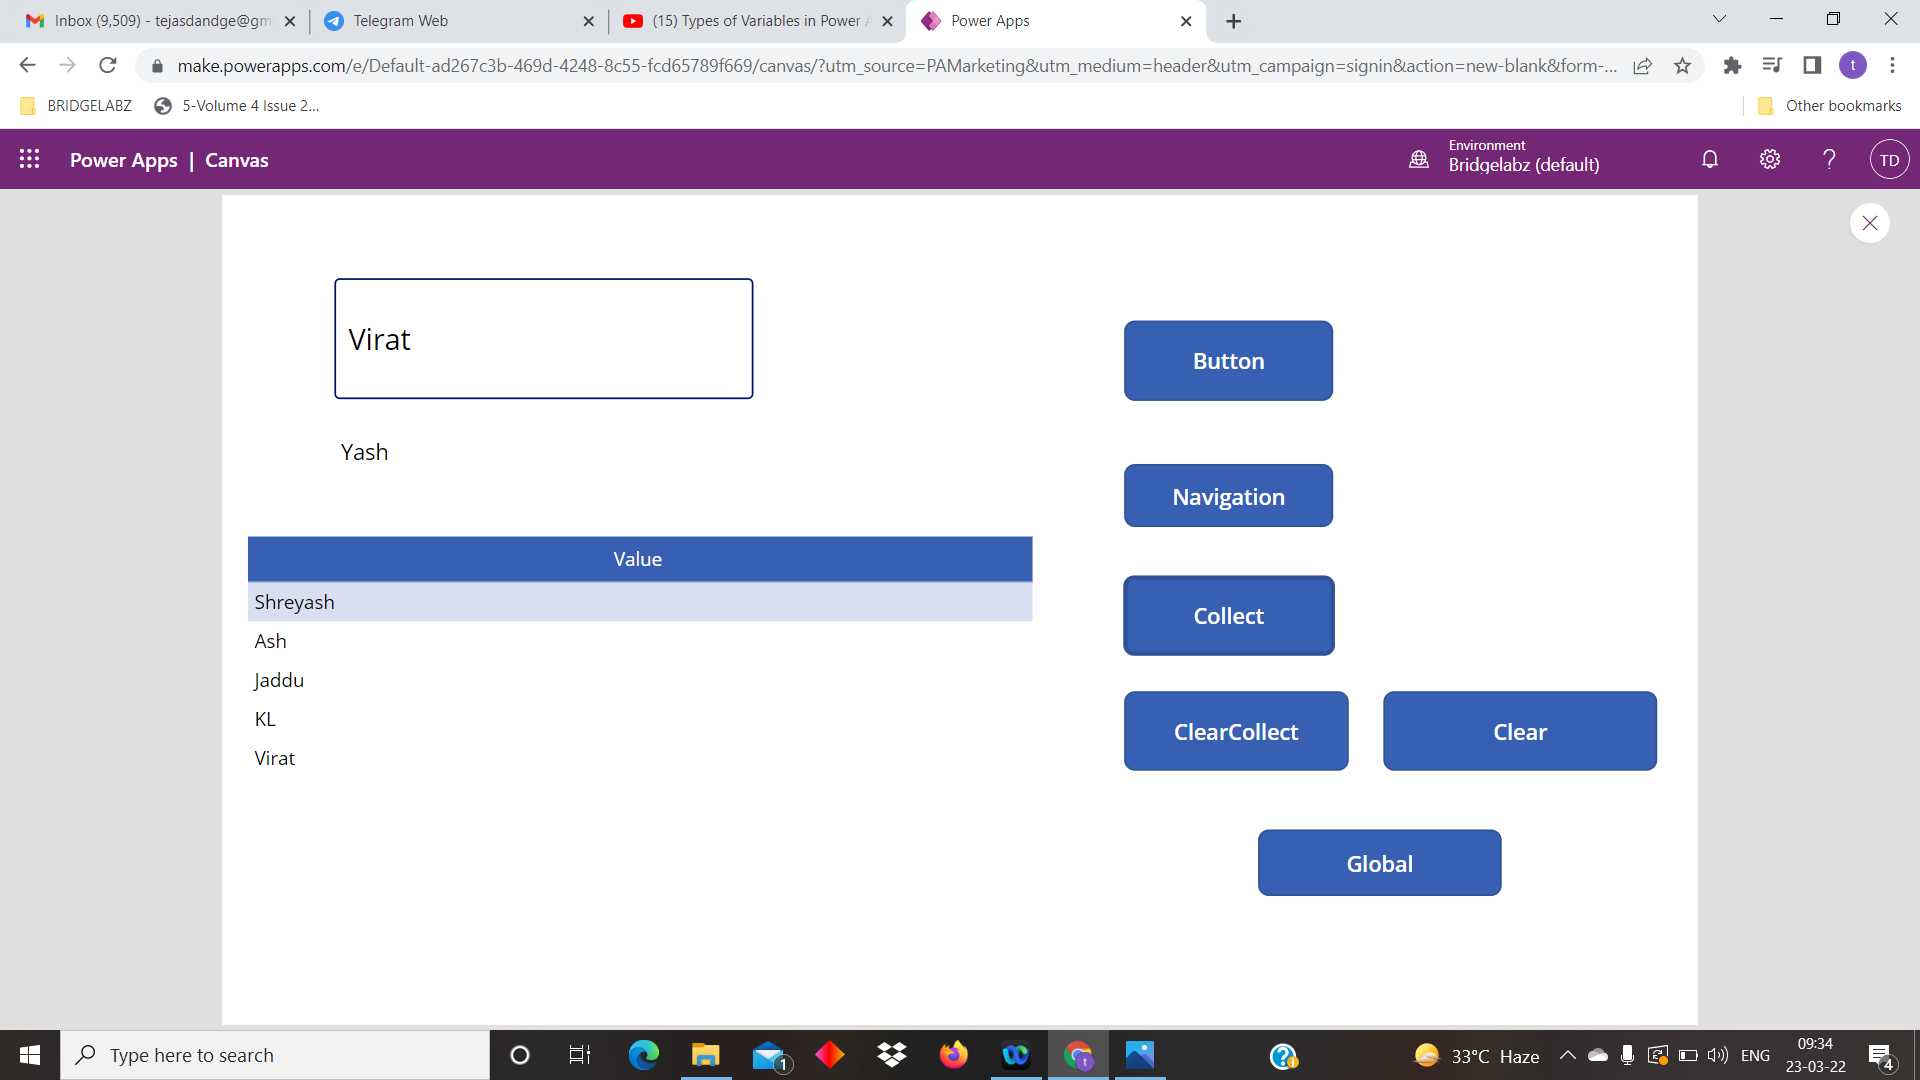 Inbox (9,509) - tejasdandge@gm
Telegram Web
(15) Types of Variables in Power A
Power Apps
make.powerapps.com/e/Default-ad267c3b-469d-4248-8c55-fcd65789f669/canvas/?utm_source=PAMarketing&utm_medium=header&utm_campaign=signin&action=new-blank&form-...
t
BRIDGELABZ
5-Volume 4 Issue 2...
Other bookmarks
Power Apps | Canvas
Environment
Bridgelabz (default)
?
TD
Virat
Button
Yash
Navigation
Value
Shreyash
Collect
Ash
Jaddu
KL
ClearCollect
Clear
Virat
Global
Type here to search
1
t
33°C Haze
ENG
09:34
23-03-22
4